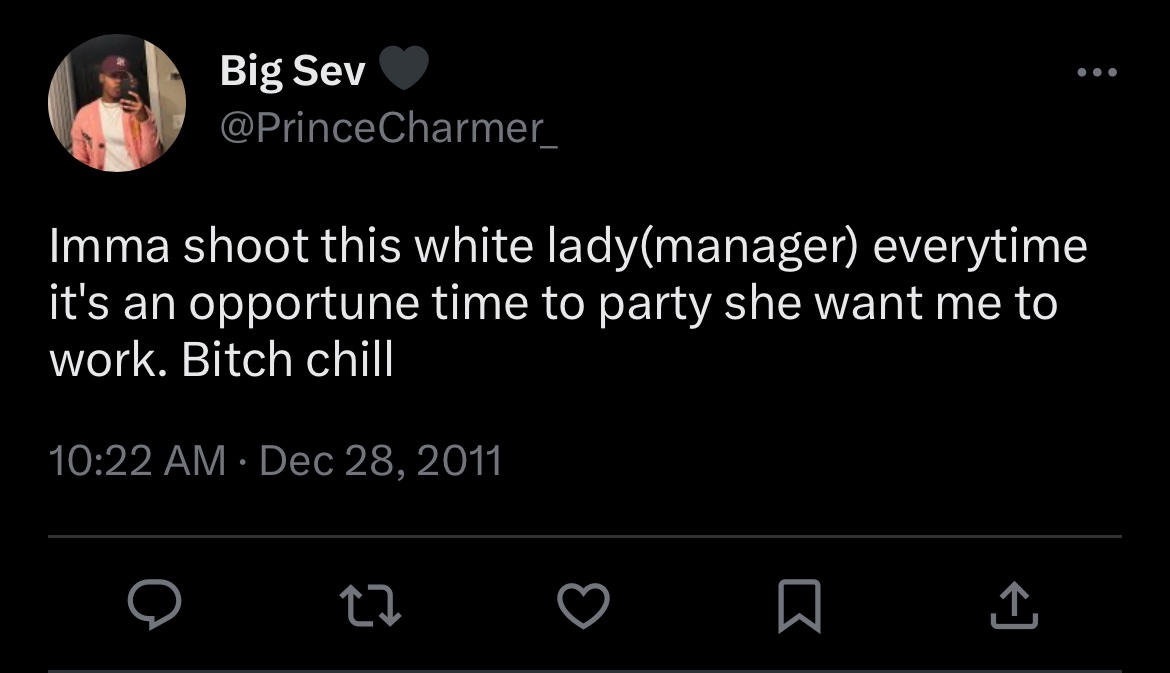 Big Sev 🖤
@PrinceCharmer_
Imma shoot this white lady(manager) everytime
it's an opportune time to party she want me to
work. Bitch chill
10:22 AM · Dec 28, 2011